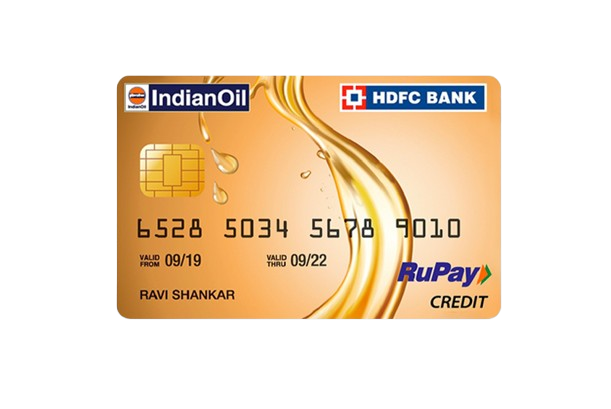 IndianOil
IndianOil
HDFC BANK
6528 5034 5678 9010
VALID FROM 09/19 VALID THRU 09/22
RuPay
RAVI SHANKAR
CREDIT